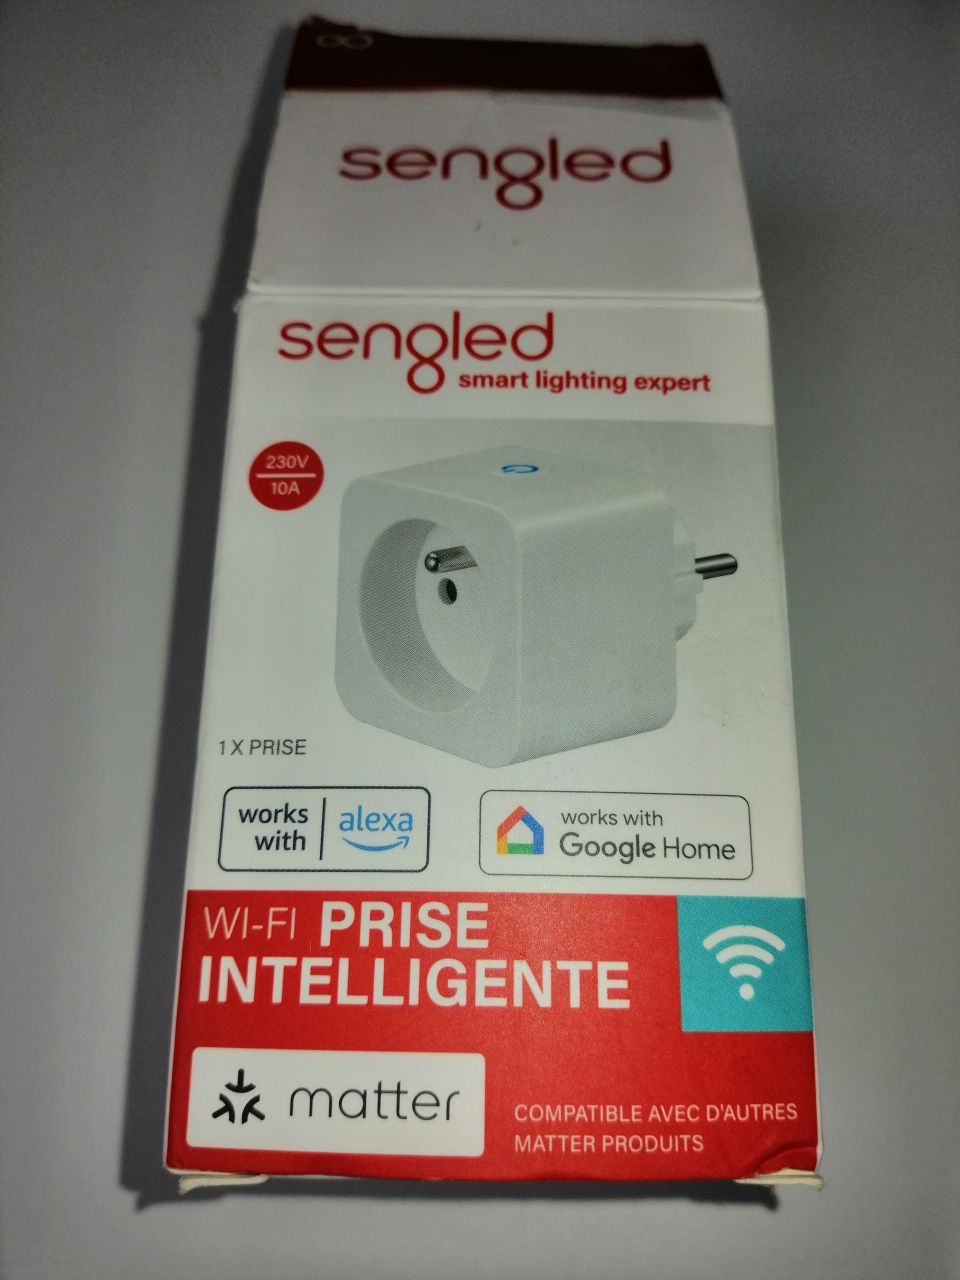 sengled
sengled
smart lighting expert
230V
10A
1 X PRISE
works with
alexa
works with
Google Home
WI-FI PRISE
INTELLIGENTE
matter
COMPATIBLE AVEC D'AUTRES
MATTER PRODUITS